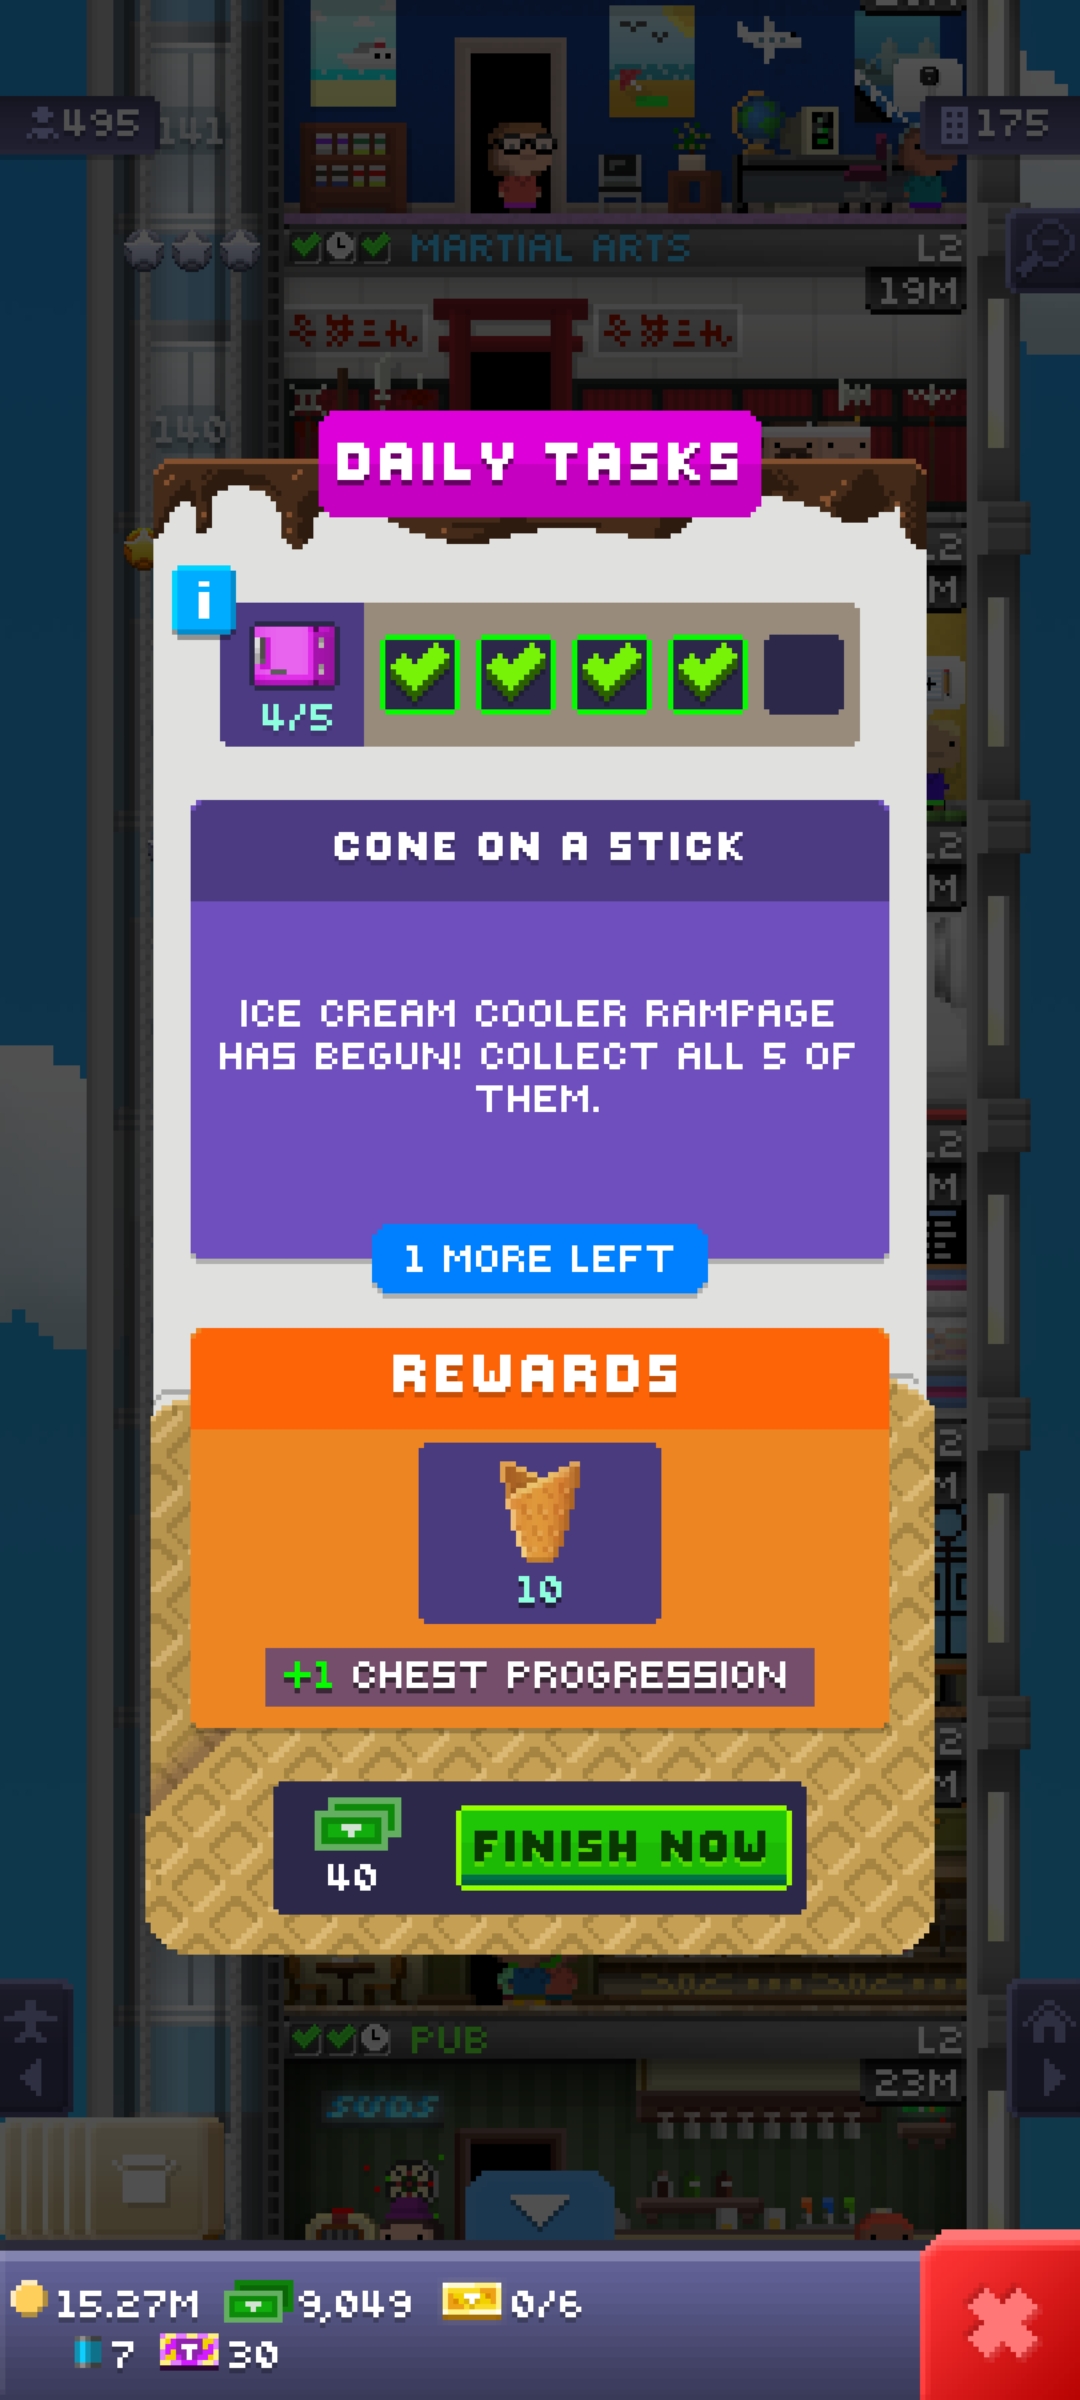 495
141
175
MARTIAL ARTS
L2
19M
140
DAILY TASKS
i
4/5
CONE ON A STICK
ICE CREAM COOLER RAMPAGE
HAS BEGUN! COLLECT ALL 5 OF
THEM.
1 MORE LEFT
REWARDS
10
+1 CHEST PROGRESSION
40
FINISH NOW
PUB
L2
23M
SUDS
15.27M
9,049
0/6
7
30